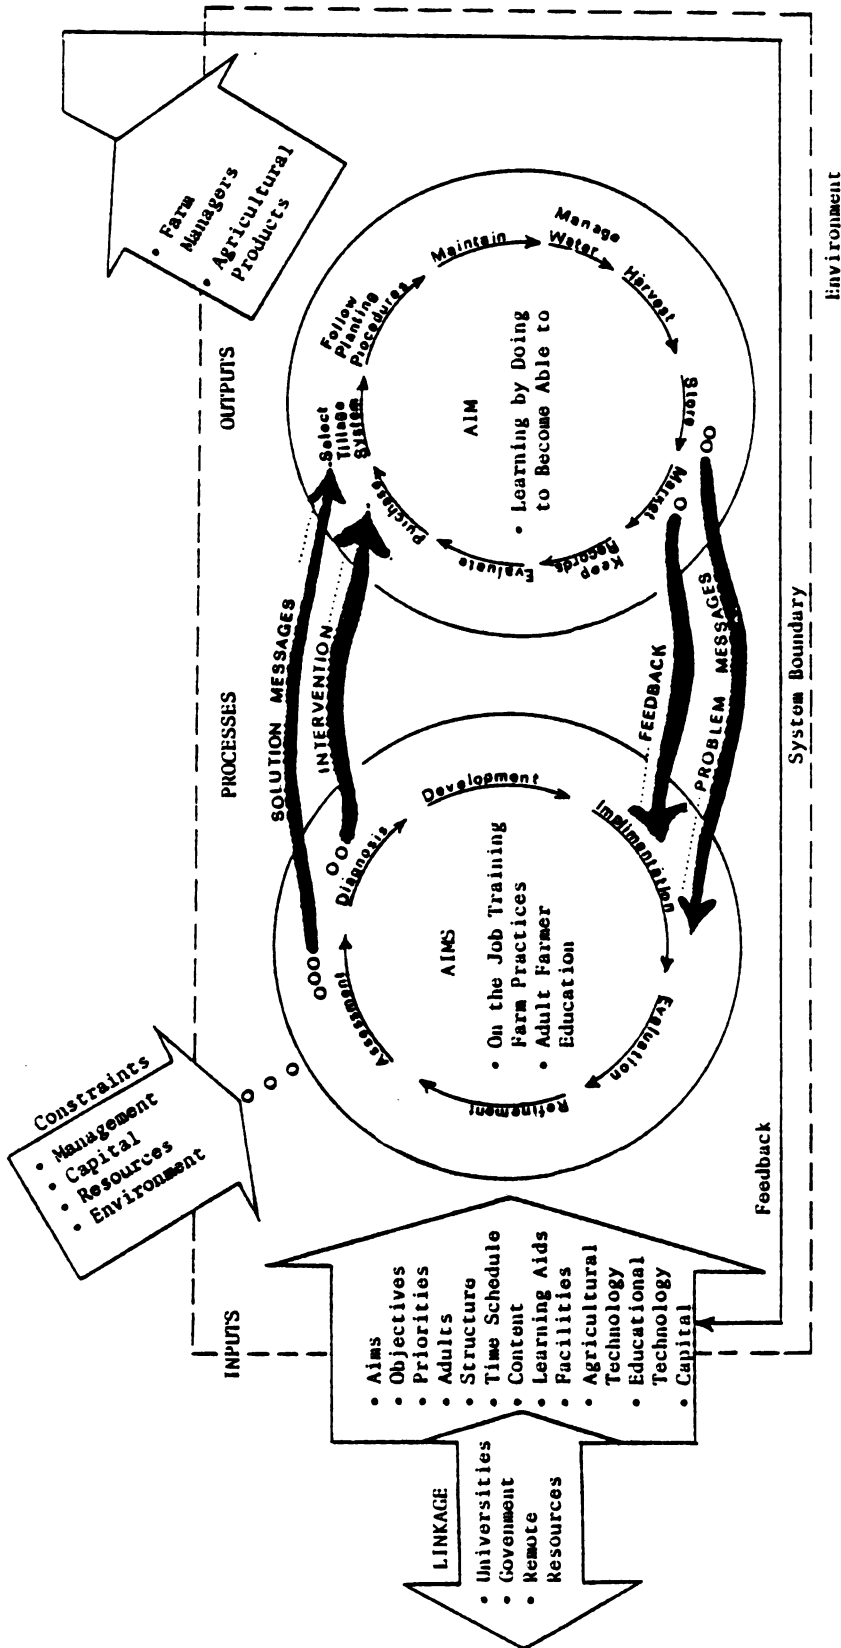 INPUTS
PROCESSES
OUTPUTS
LINKAGE
• Universities
• Govenment
• Remote
Resources
• Aims
• Objectives
• Priorities
• Adults
• Structure
• Time Schedule
• Content
• Learning Aids
• Facilities
• Agricultural
Technology
• Educational
Technology
• Capital
Constraints
• Management
• Capital
• Resources
• Environment
AIMS
• On the Job Training
Farm Practices
• Adult Farmer
Education
Assessment
Diagnosis
Development
Implimentation
Evaluation
Refinement
SOLUTION MESSAGES
INTERVENTION
FEEDBACK
PROBLEM MESSAGES
AIM
• Learning by Doing
to Become Able to
Select
Tillage
System
Follow
Planting
Procedures
Maintain
Manage
Water
Harvest
Store
Market
Keep
Records
Evaluate
Purchase
• Farm
Managers
• Agricultural
Products
Feedback
System Boundary
Environment